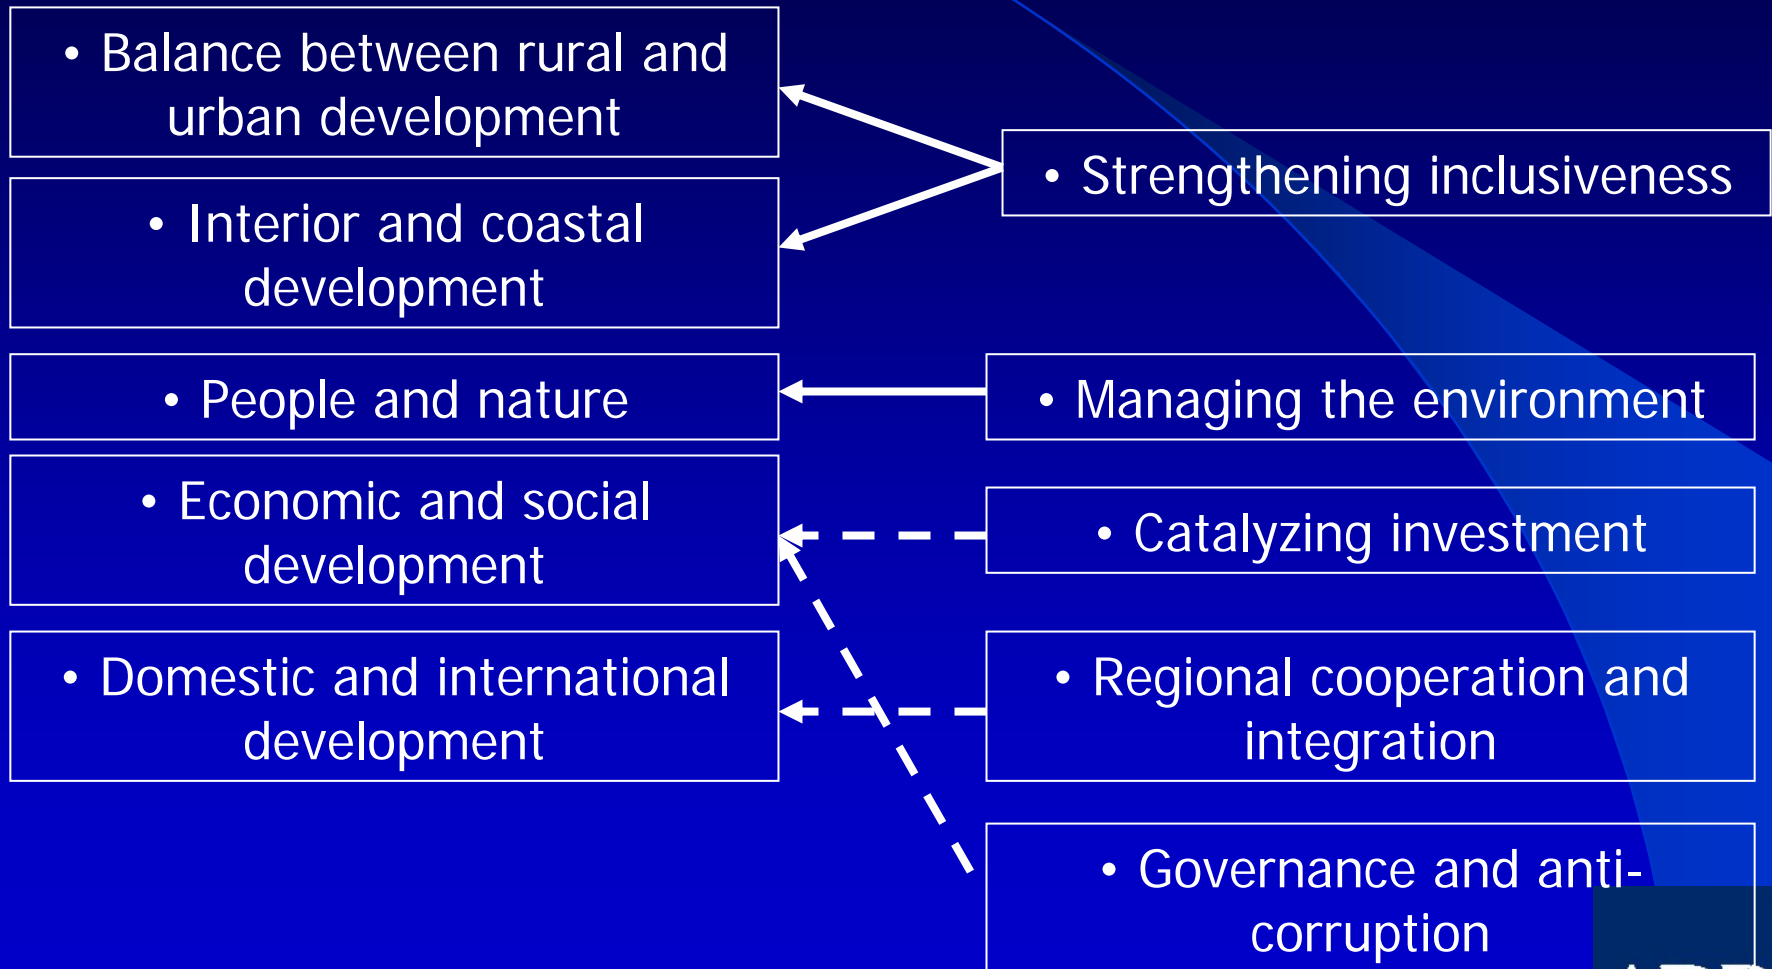 • Balance between rural and
urban development
• Strengthening inclusiveness
• Interior and coastal
development
• People and nature
• Managing the environment
• Economic and social
development
• Catalyzing investment
• Domestic and international
development
• Regional cooperation and
integration
• Governance and anti-
corruption